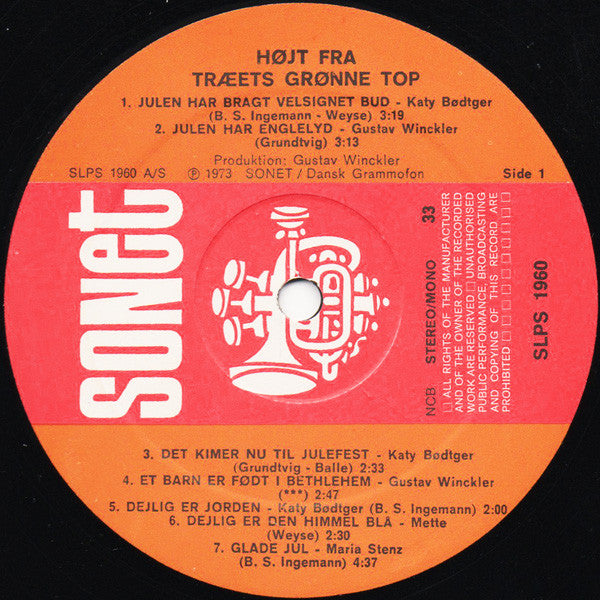 HØJT FRA
TRÆETS GRØNNE TOP
1. JULEN HAR BRAGT VELSIGNET BUD - Katy Bødtger
(B. S. Ingemann - Weyse) 3:19
2. JULEN HAR ENGLELYD - Gustav Winckler
(Grundtvig) 3:13
Produktion: Gustav Winckler
SLPS 1960 A/S
℗ 1973 SONET / Dansk Grammofon
Side 1
sonet
NCB STEREO/MONO 33
□ ALL RIGHTS OF THE MANUFACTURER
AND OF THE OWNER OF THE RECORDED
WORK ARE RESERVED □ UNAUTHORISED
PUBLIC PERFORMANCE, BROADCASTING
AND COPYING OF THIS RECORD ARE
PROHIBITED □ □ □ □ □ □ □ □ □ □ □
SLPS 1960
3. DET KIMER NU TIL JULEFEST - Katy Bødtger
(Grundtvig - Balle) 2:33
4. ET BARN ER FØDT I BETHLEHEM - Gustav Winckler
(***) 2:47
5. DEJLIG ER JORDEN - Katy Bødtger (B. S. Ingemann) 2:00
6. DEJLIG ER DEN HIMMEL BLÅ - Mette
(Weyse) 2:30
7. GLADE JUL - Maria Stenz
(B. S. Ingemann) 4:37